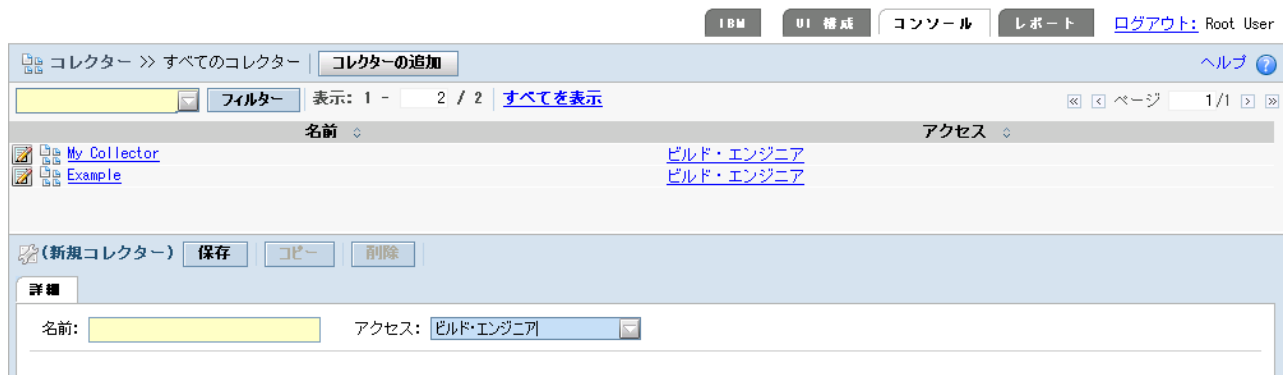 IBM UI 構成 コンソール レポート ログアウト: Root User
コレクター >> すべてのコレクター コレクターの追加 ヘルプ ?
フィルター 表示: 1 - 2 / 2 すべてを表示 ページ 1/1
名前 アクセス
My Collector ビルド・エンジニア
Example ビルド・エンジニア
(新規コレクター) 保存 コピー 削除
詳細
名前: アクセス: ビルド・エンジニア